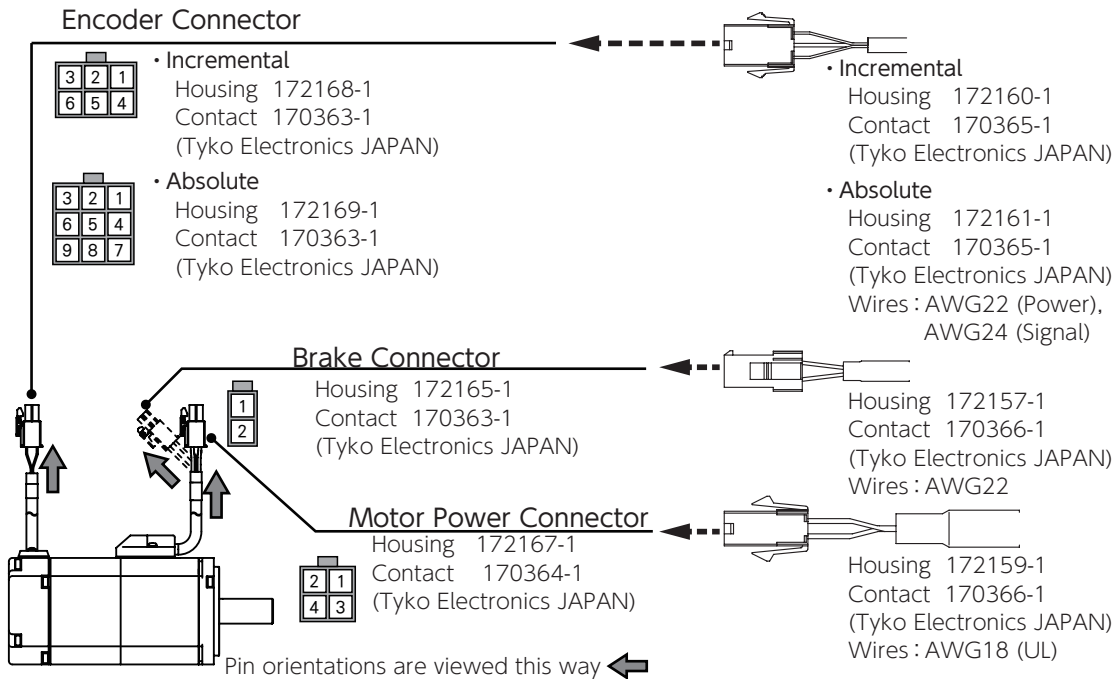 Encoder Connector
・Incremental
Housing 172168-1
Contact 170363-1
(Tyko Electronics JAPAN)
3 2 1
6 5 4
・Absolute
Housing 172169-1
Contact 170363-1
(Tyko Electronics JAPAN)
3 2 1
6 5 4
9 8 7
・Incremental
Housing 172160-1
Contact 170365-1
(Tyko Electronics JAPAN)
・Absolute
Housing 172161-1
Contact 170365-1
(Tyko Electronics JAPAN)
Wires：AWG22 (Power),
AWG24 (Signal)
Brake Connector
Housing 172165-1
Contact 170363-1
(Tyko Electronics JAPAN)
1
2
Housing 172157-1
Contact 170366-1
(Tyko Electronics JAPAN)
Wires：AWG22
Motor Power Connector
Housing 172167-1
Contact 170364-1
(Tyko Electronics JAPAN)
2 1
4 3
Housing 172159-1
Contact 170366-1
(Tyko Electronics JAPAN)
Wires：AWG18 (UL)
Pin orientations are viewed this way